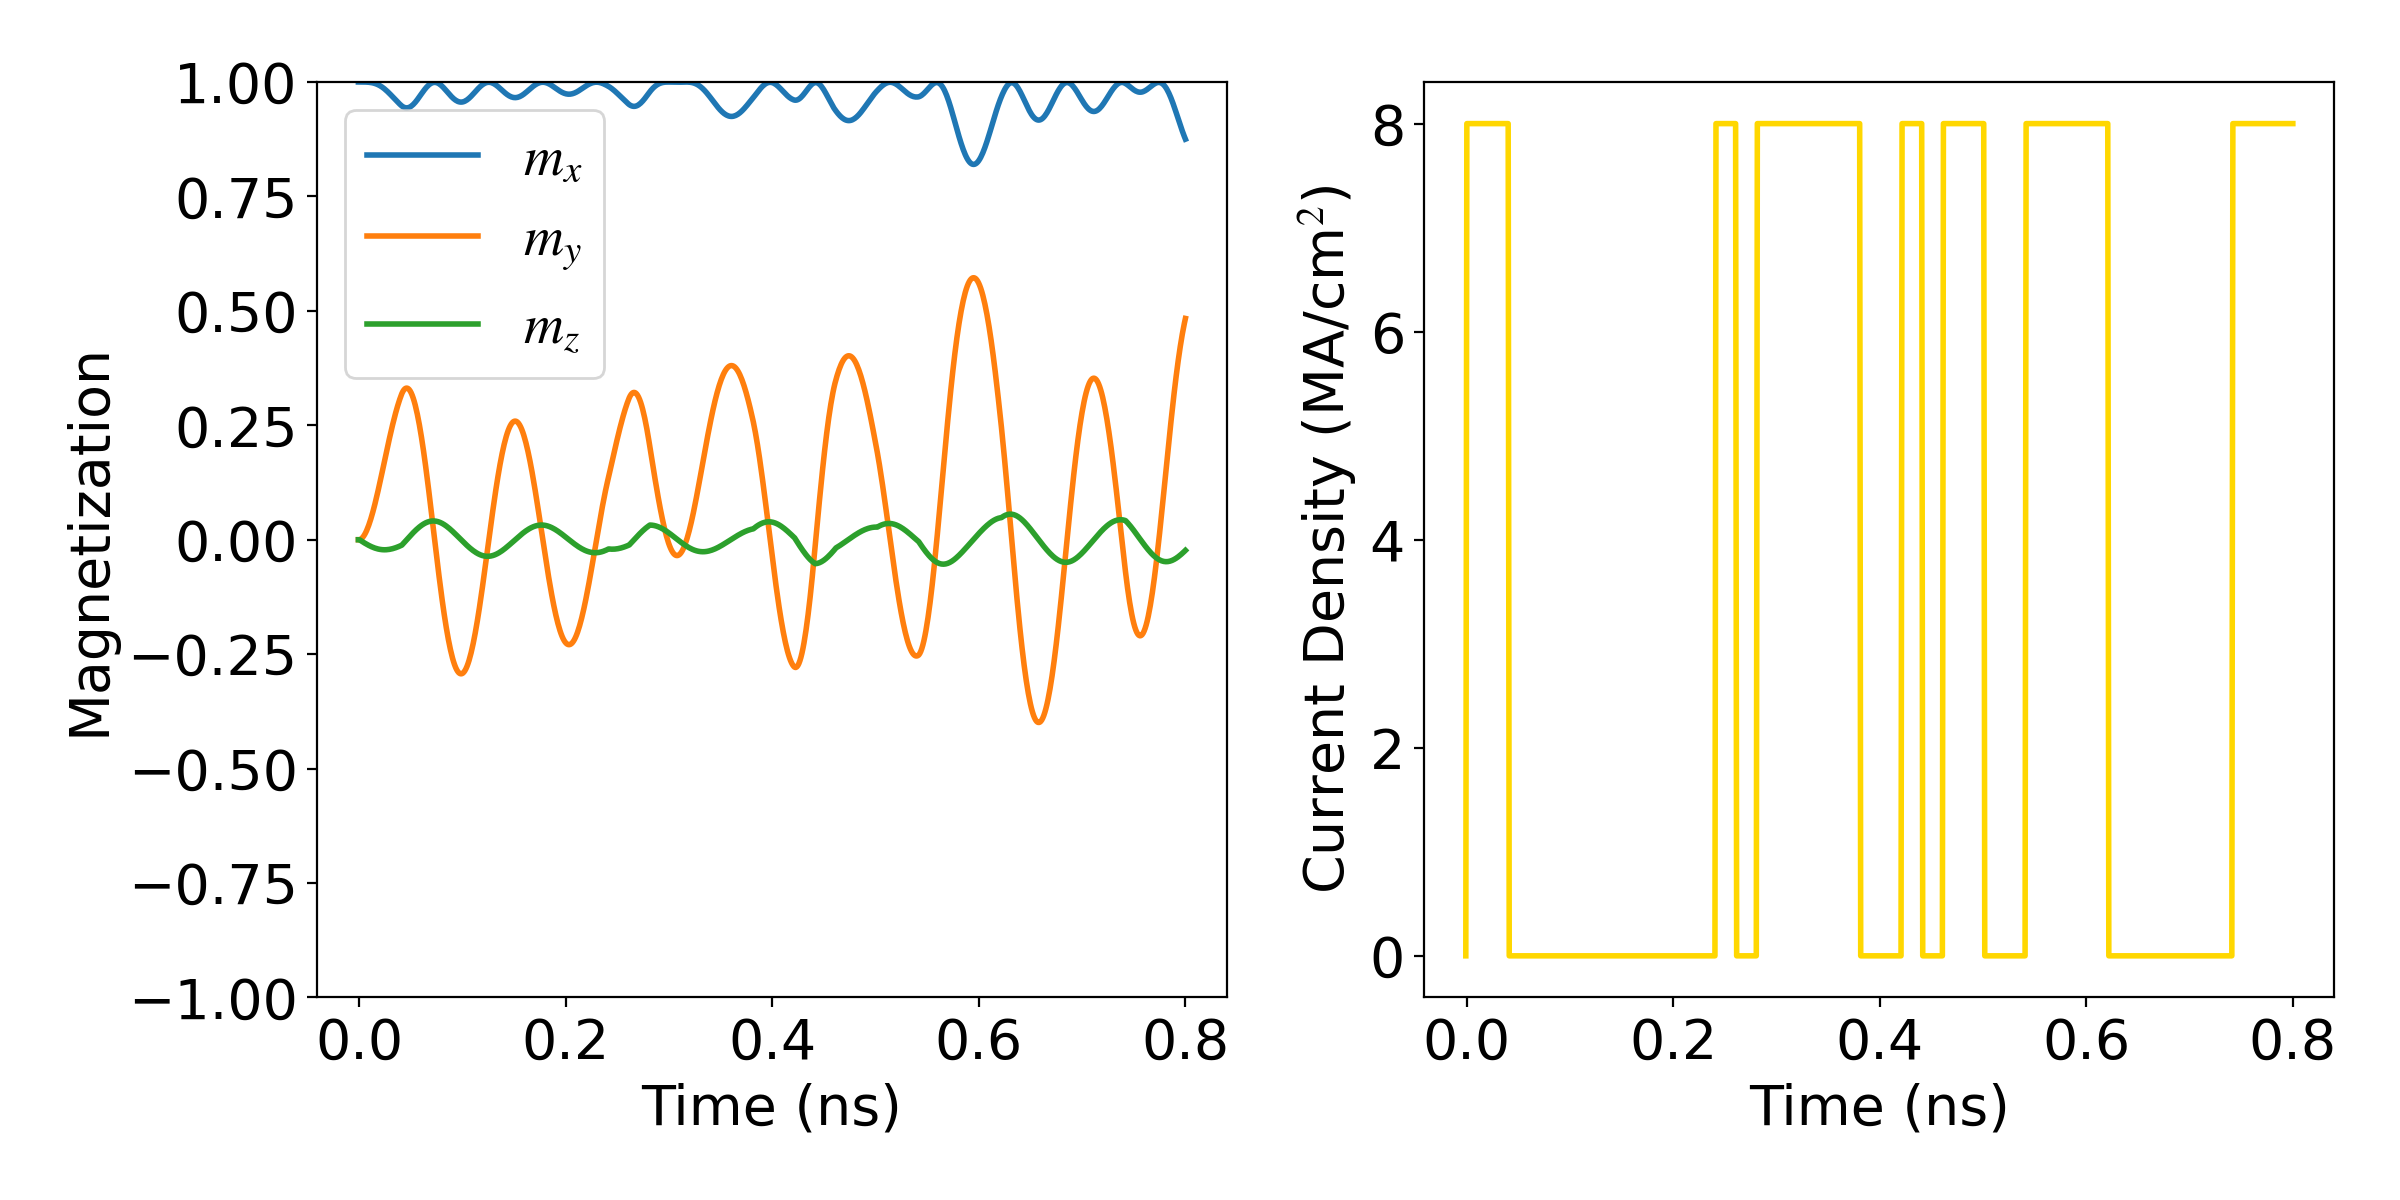 1.00
0.75
0.50
0.25
0.00
−0.25
−0.50
−0.75
−1.00
Magnetization
0.0 0.2 0.4 0.6 0.8
Time (ns)
m_x
m_y
m_z
8
6
4
2
0
Current Density (MA/cm²)
0.0 0.2 0.4 0.6 0.8
Time (ns)